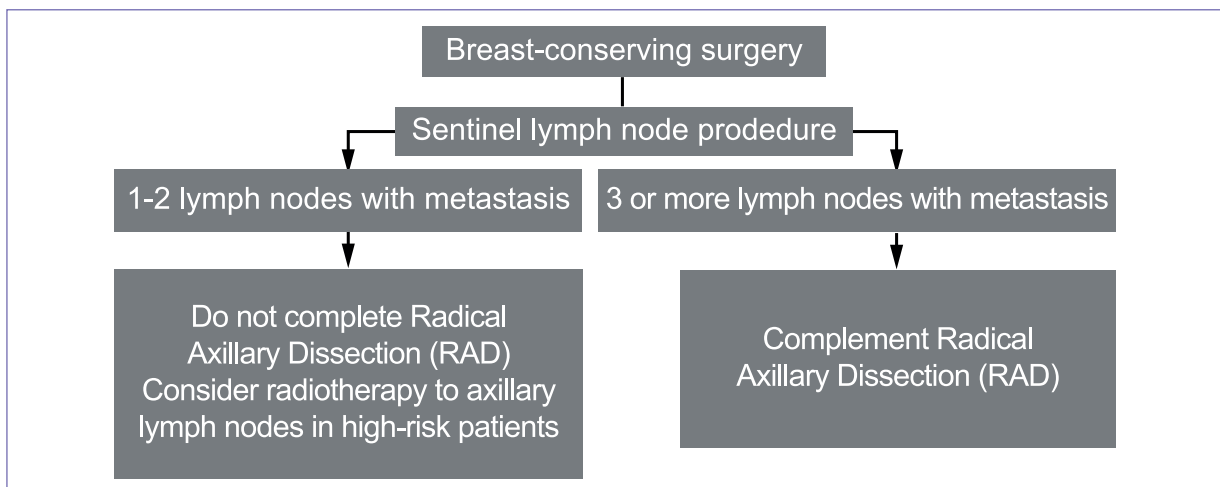 Breast-conserving surgery
Sentinel lymph node prodedure
1-2 lymph nodes with metastasis
3 or more lymph nodes with metastasis
Do not complete Radical
Axillary Dissection (RAD)
Consider radiotherapy to axillary
lymph nodes in high-risk patients
Complement Radical
Axillary Dissection (RAD)